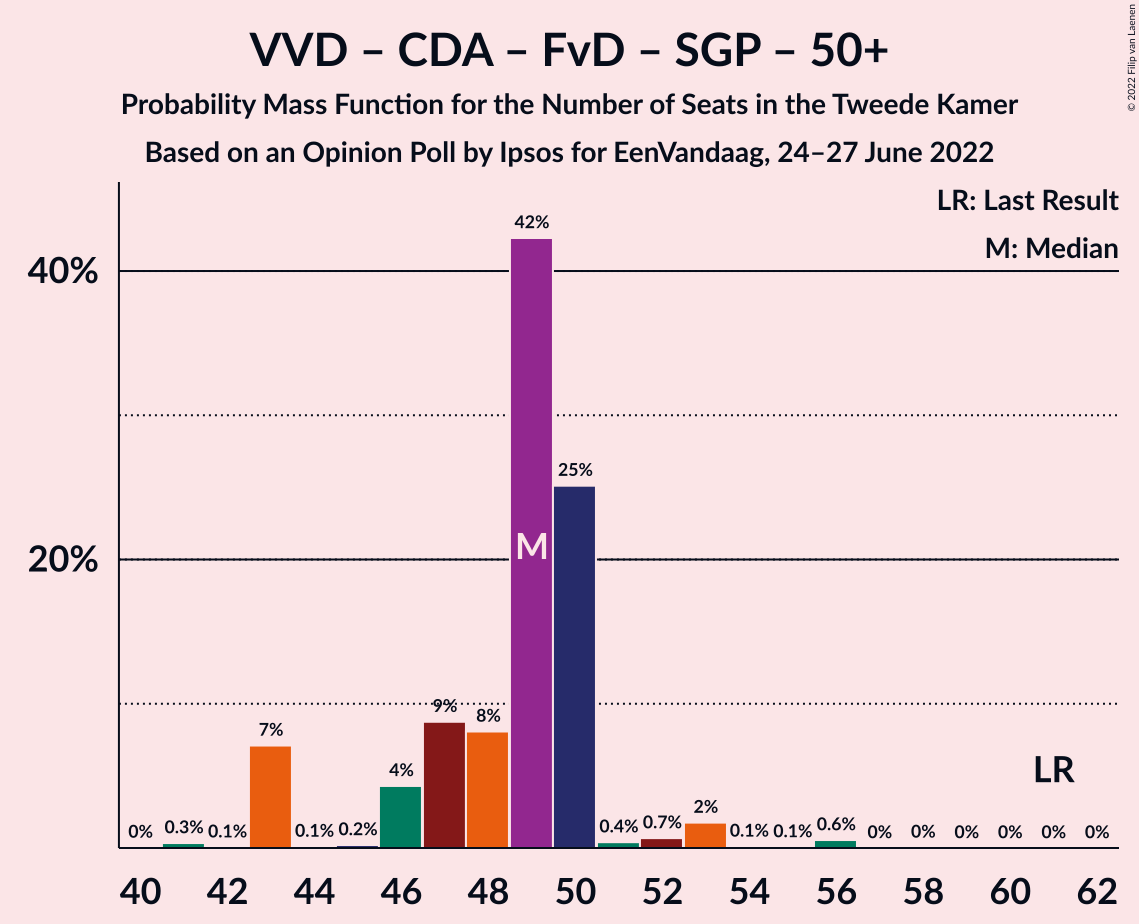 VVD – CDA – FvD – SGP – 50+
Probability Mass Function for the Number of Seats in the Tweede Kamer
Based on an Opinion Poll by Ipsos for EenVandaag, 24–27 June 2022
© 2022 Filip van Laenen
LR: Last Result
M: Median
40%
20%
0%
0.3%
0.1%
7%
0.1%
0.2%
4%
9%
8%
42%
25%
0.4%
0.7%
2%
0.1%
0.1%
0.6%
0%
0%
0%
0%
0%
0%
M
LR
40 42 44 46 48 50 52 54 56 58 60 62